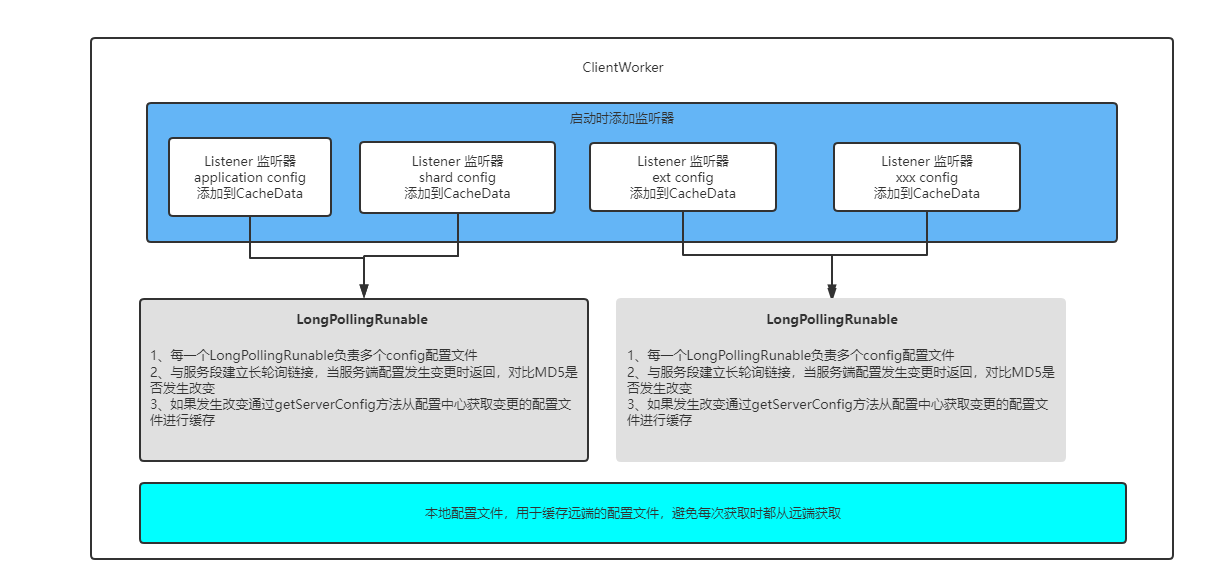 ClientWorker
启动时添加监听器
Listener 监听器
application config
添加到CacheData
Listener 监听器
shard config
添加到CacheData
Listener 监听器
ext config
添加到CacheData
Listener 监听器
xxx config
添加到CacheData
LongPollingRunable
1、每一个LongPollingRunable负责多个config配置文件
2、与服务段建立长轮询链接，当服务端配置发生变更时返回，对比MD5是
否发生改变
3、如果发生改变通过getServerConfig方法从配置中心获取变更的配置文
件进行缓存
LongPollingRunable
1、每一个LongPollingRunable负责多个config配置文件
2、与服务段建立长轮询链接，当服务端配置发生变更时返回，对比MD5是
否发生改变
3、如果发生改变通过getServerConfig方法从配置中心获取变更的配置文
件进行缓存
本地配置文件，用于缓存远端的配置文件，避免每次获取时都从远端获取